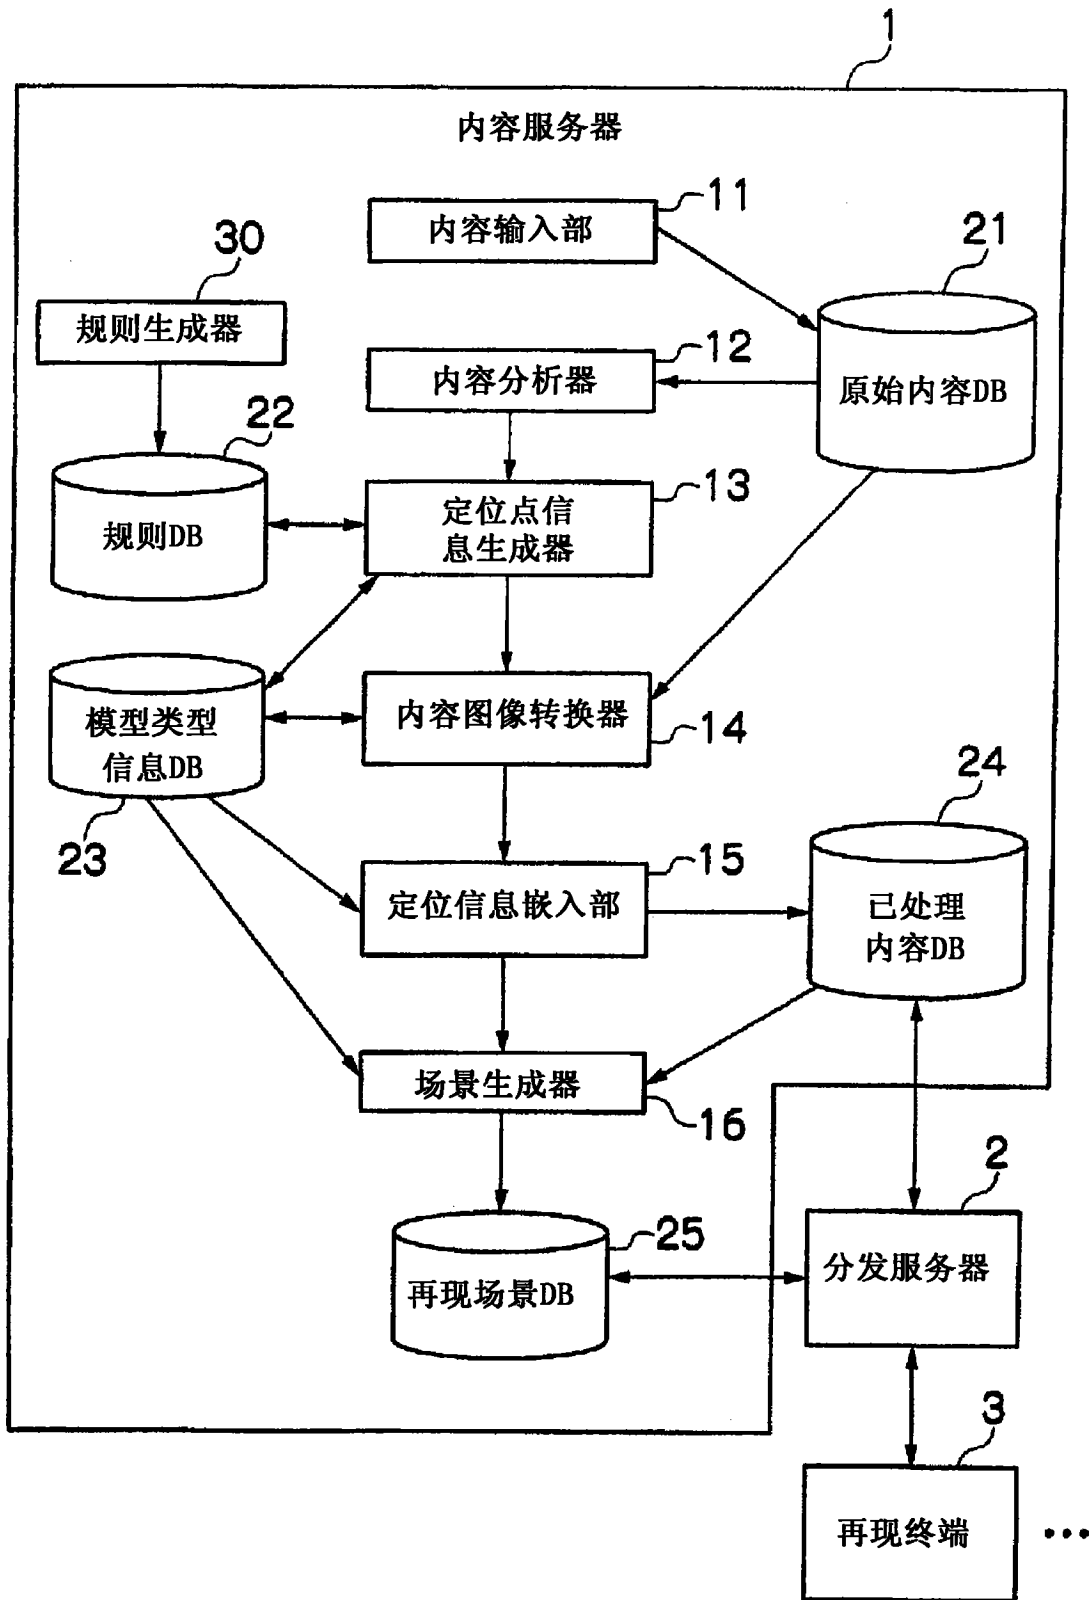 1
内容服务器
11
内容输入部
21
30
规则生成器
12
内容分析器
原始内容DB
22
规则DB
13
定位点信
息生成器
模型类型
信息DB
23
内容图像转换器
14
24
15
定位信息嵌入部
已处理
内容DB
场景生成器
16
2
分发服务器
25
再现场景DB
3
再现终端
•••